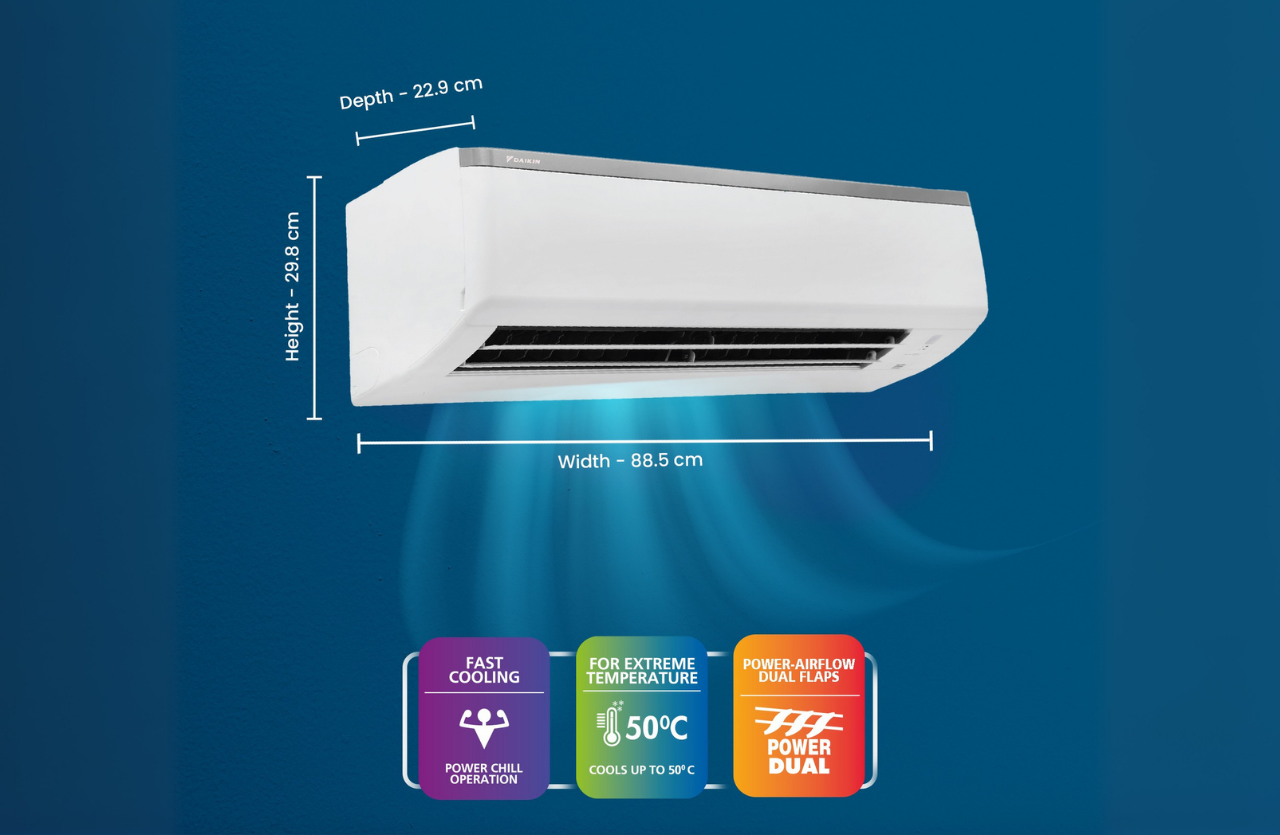 Depth - 22.9 cm
DAIKIN
Height - 29.8 cm
Width - 88.5 cm
FAST
COOLING
POWER CHILL
OPERATION
FOR EXTREME
TEMPERATURE
50⁰C
COOLS UP TO 50⁰ C
POWER-AIRFLOW
DUAL FLAPS
POWER
DUAL